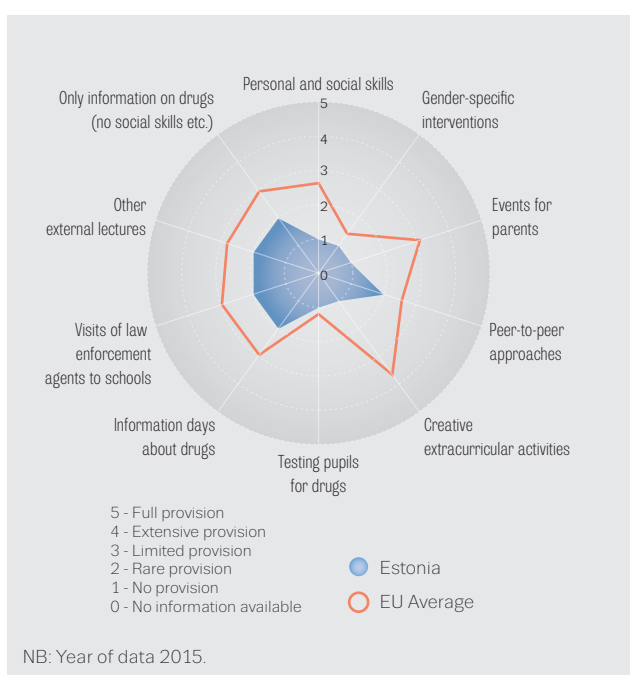 Personal and social skills
Only information on drugs
(no social skills etc.)
Gender-specific
interventions
5
4
3
2
1
0
Other
external lectures
Events for
parents
Visits of law
enforcement
agents to schools
Peer-to-peer
approaches
Information days
about drugs
Creative
extracurricular activities
Testing pupils
for drugs
5 - Full provision
4 - Extensive provision
3 - Limited provision
2 - Rare provision
1 - No provision
0 - No information available
Estonia
EU Average
NB: Year of data 2015.